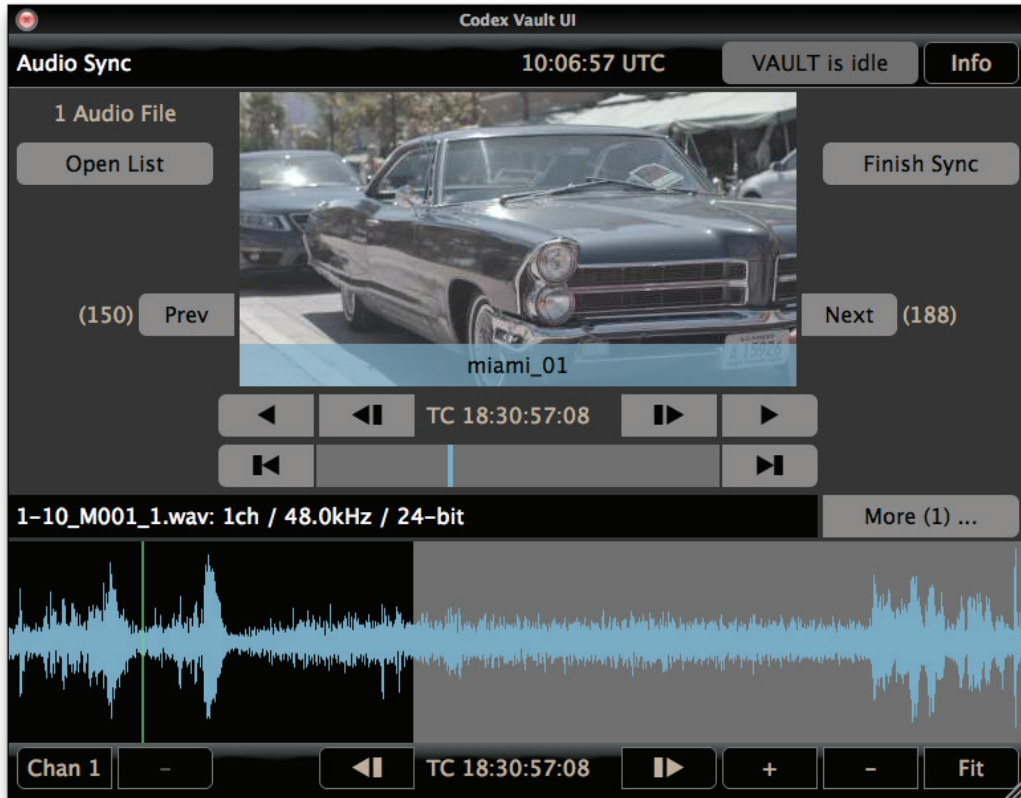 Codex Vault UI
Audio Sync 10:06:57 UTC VAULT is idle Info
1 Audio File
Open List Finish Sync
(150) Prev Next (188)
miami_01
TC 18:30:57:08
1-10_M001_1.wav: 1ch / 48.0kHz / 24-bit More (1) ...
Chan 1 - TC 18:30:57:08 + - Fit